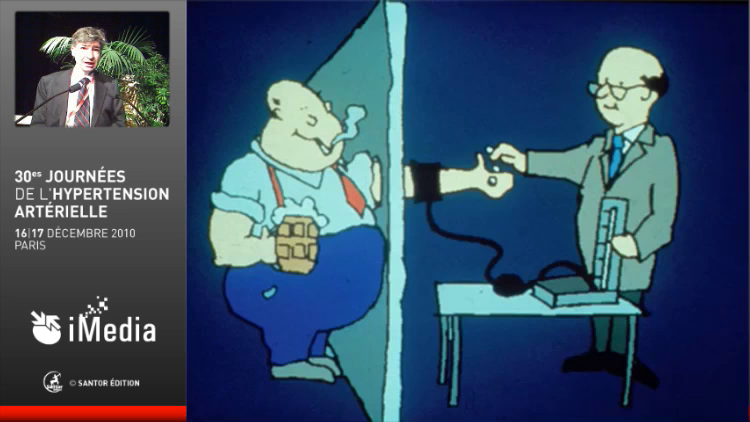 30es JOURNÉES
DE L'HYPERTENSION
ARTÉRIELLE
16|17 DÉCEMBRE 2010
PARIS
iMedia
© SANTOR ÉDITION